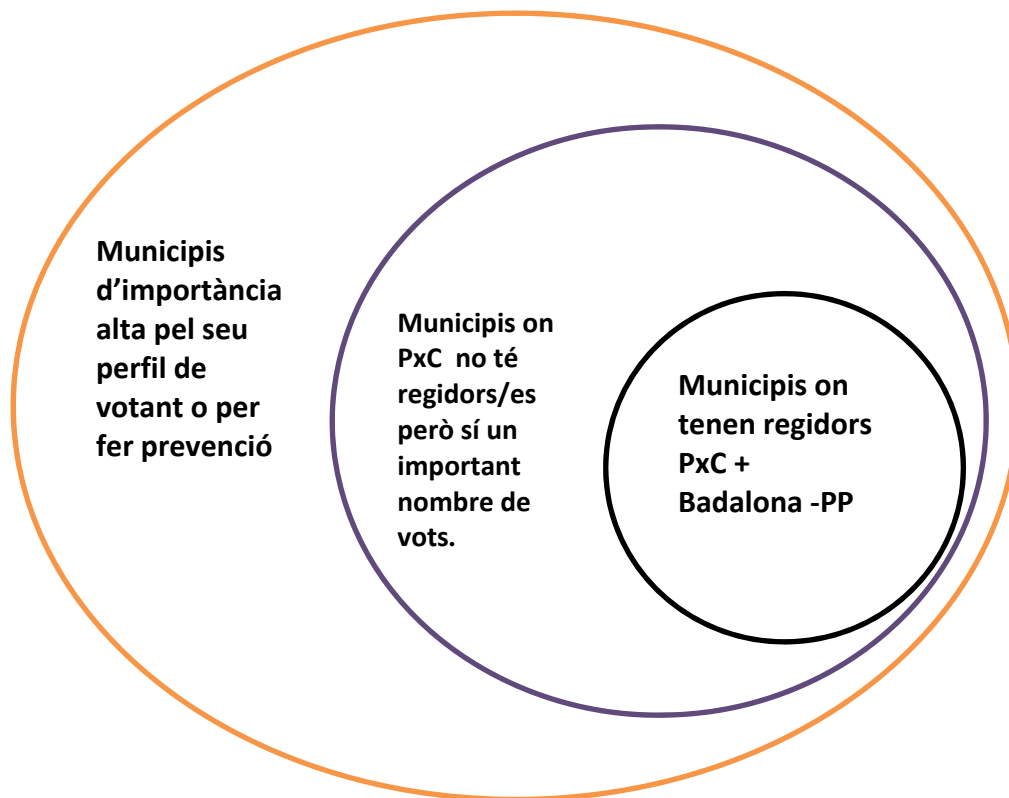 Municipis
d’importància
alta pel seu
perfil de
votant o per
fer prevenció
Municipis on
PxC  no té
regidors/es
però sí un
important
nombre de
vots.
Municipis on
tenen regidors
PxC +
Badalona -PP